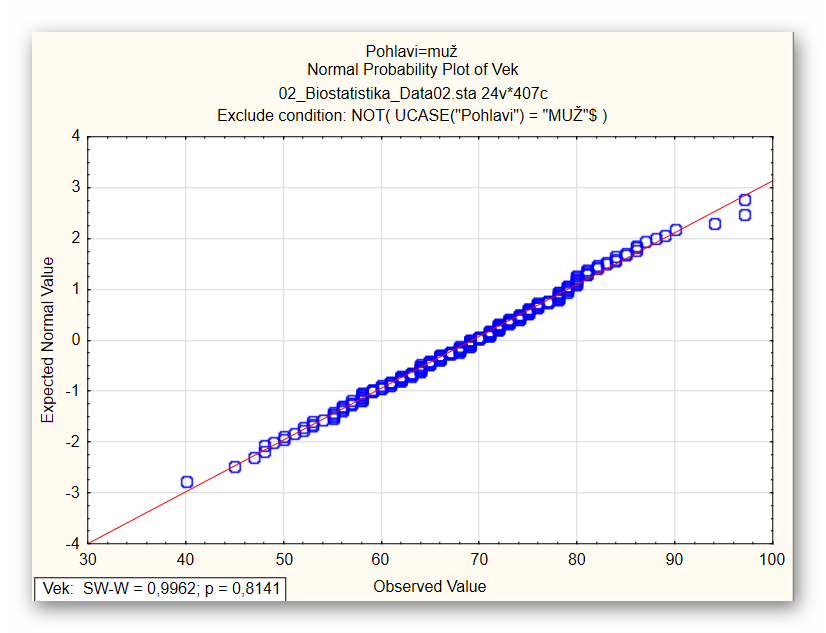 Pohlavi=muž
Normal Probability Plot of Vek
02_Biostatistika_Data02.sta 24v*407c
Exclude condition: NOT( UCASE("Pohlavi") = "MUŽ"$ )
4
3
2
1
0
-1
-2
-3
-4
Expected Normal Value
30 40 50 60 70 80 90 100
Observed Value
Vek: SW-W = 0,9962; p = 0,8141